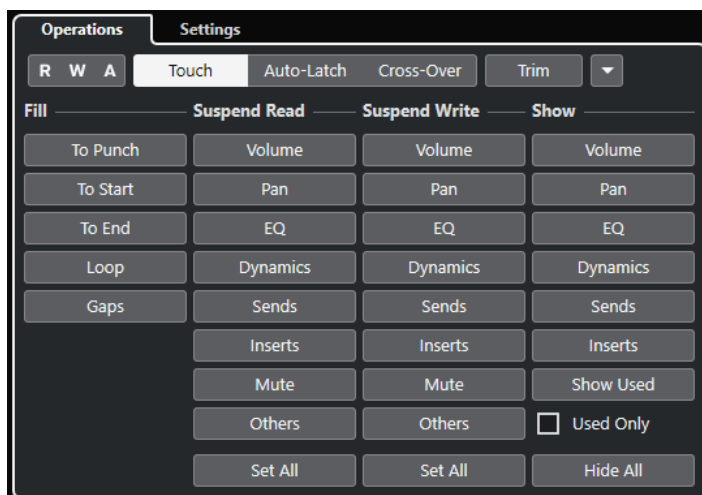 Operations Settings
R W A Touch Auto-Latch Cross-Over Trim
Fill Suspend Read Suspend Write Show
To Punch Volume Volume Volume
To Start Pan Pan Pan
To End EQ EQ EQ
Loop Dynamics Dynamics Dynamics
Gaps Sends Sends Sends
Inserts Inserts Inserts
Mute Mute Show Used
Others Others Used Only
Set All Set All Hide All